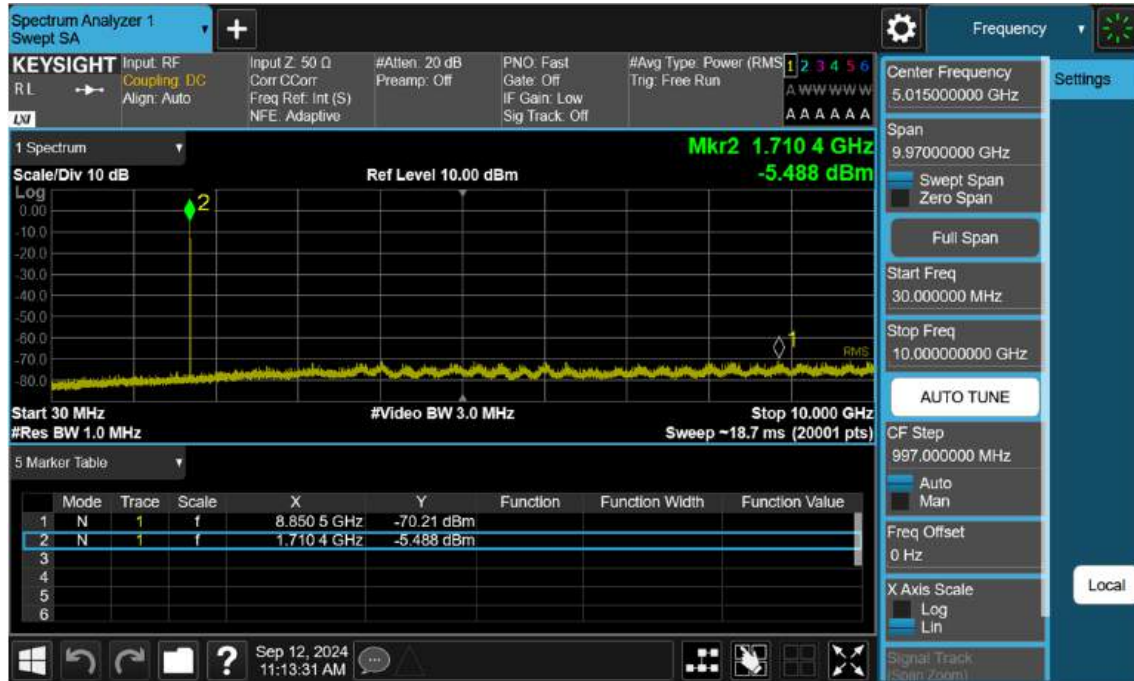 Spectrum Analyzer 1
Swept SA
+
Frequency
KEYSIGHT
RL
LXI
Input: RF
Coupling: DC
Align: Auto
Input Z: 50 Ω
Corr CCorr
Freq Ref: Int (S)
NFE: Adaptive
#Atten: 20 dB
Preamp: Off
PNO: Fast
Gate: Off
IF Gain: Low
Sig Track: Off
#Avg Type: Power (RMS
Trig: Free Run
1 2 3 4 5 6
A W W W W W
A A A A A A
1 Spectrum
Mkr2 1.710 4 GHz
Scale/Div 10 dB
Ref Level 10.00 dBm
-5.488 dBm
Log
0.00
-10.0
-20.0
-30.0
-40.0
-50.0
-60.0
-70.0
-80.0
2
1
RMS
Start 30 MHz
#Video BW 3.0 MHz
Stop 10.000 GHz
#Res BW 1.0 MHz
Sweep ~18.7 ms (20001 pts)
5 Marker Table
Mode Trace Scale X Y Function Function Width Function Value
1 N 1 f 8.850 5 GHz -70.21 dBm
2 N 1 f 1.710 4 GHz -5.488 dBm
3
4
5
6
?
Sep 12, 2024
11:13:31 AM
Center Frequency
5.015000000 GHz
Span
9.97000000 GHz
Swept Span
Zero Span
Full Span
Start Freq
30.000000 MHz
Stop Freq
10.000000000 GHz
AUTO TUNE
CF Step
997.000000 MHz
Auto
Man
Freq Offset
0 Hz
X Axis Scale
Log
Lin
Signal Track
(Span Zoom)
Settings
Local